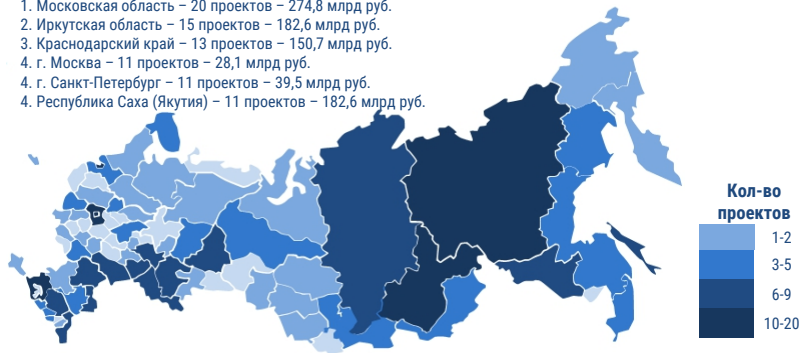 1. Московская область – 20 проектов – 274,8 млрд руб.
2. Иркутская область – 15 проектов – 182,6 млрд руб.
3. Краснодарский край – 13 проектов – 150,7 млрд руб.
4. г. Москва – 11 проектов – 28,1 млрд руб.
4. г. Санкт-Петербург – 11 проектов – 39,5 млрд руб.
4. Республика Саха (Якутия) – 11 проектов – 182,6 млрд руб.
Кол-во
проектов
1-2
3-5
6-9
10-20